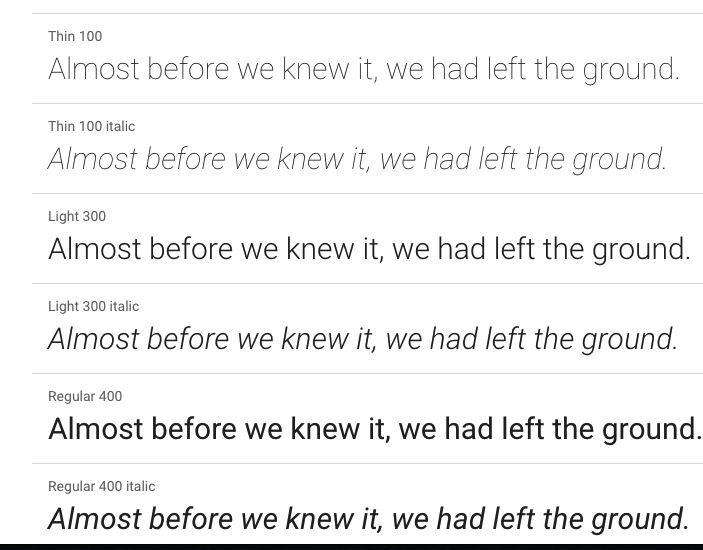 Thin 100
Almost before we knew it, we had left the ground.
Thin 100 italic
Almost before we knew it, we had left the ground.
Light 300
Almost before we knew it, we had left the ground.
Light 300 italic
Almost before we knew it, we had left the ground.
Regular 400
Almost before we knew it, we had left the ground.
Regular 400 italic
Almost before we knew it, we had left the ground.